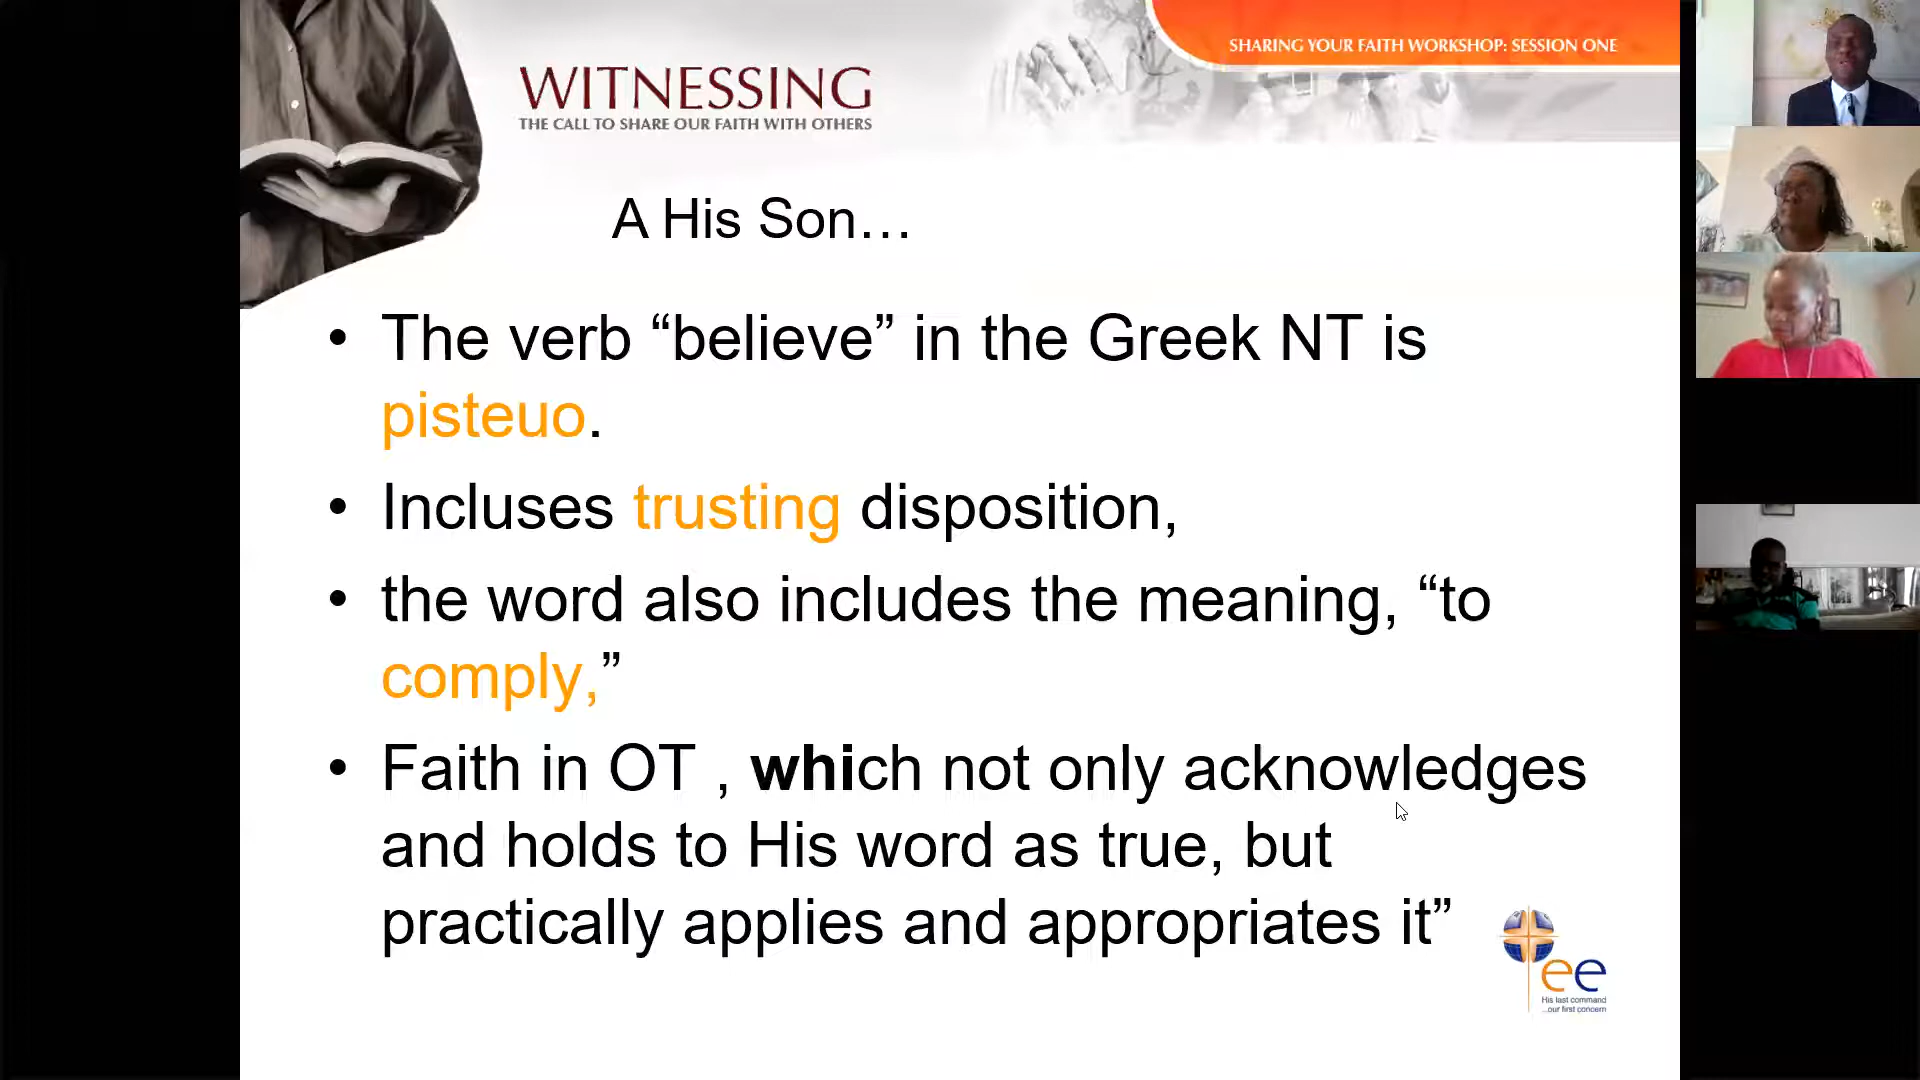 SHARING YOUR FAITH WORKSHOP: SESSION ONE
WITNESSING
THE CALL TO SHARE OUR FAITH WITH OTHERS
A His Son…
• The verb “believe” in the Greek NT is
pisteuo.
• Incluses trusting disposition,
• the word also includes the meaning, “to
comply,”
• Faith in OT , which not only acknowledges
and holds to His word as true, but
practically applies and appropriates it”
ee
His last command
...our first concern